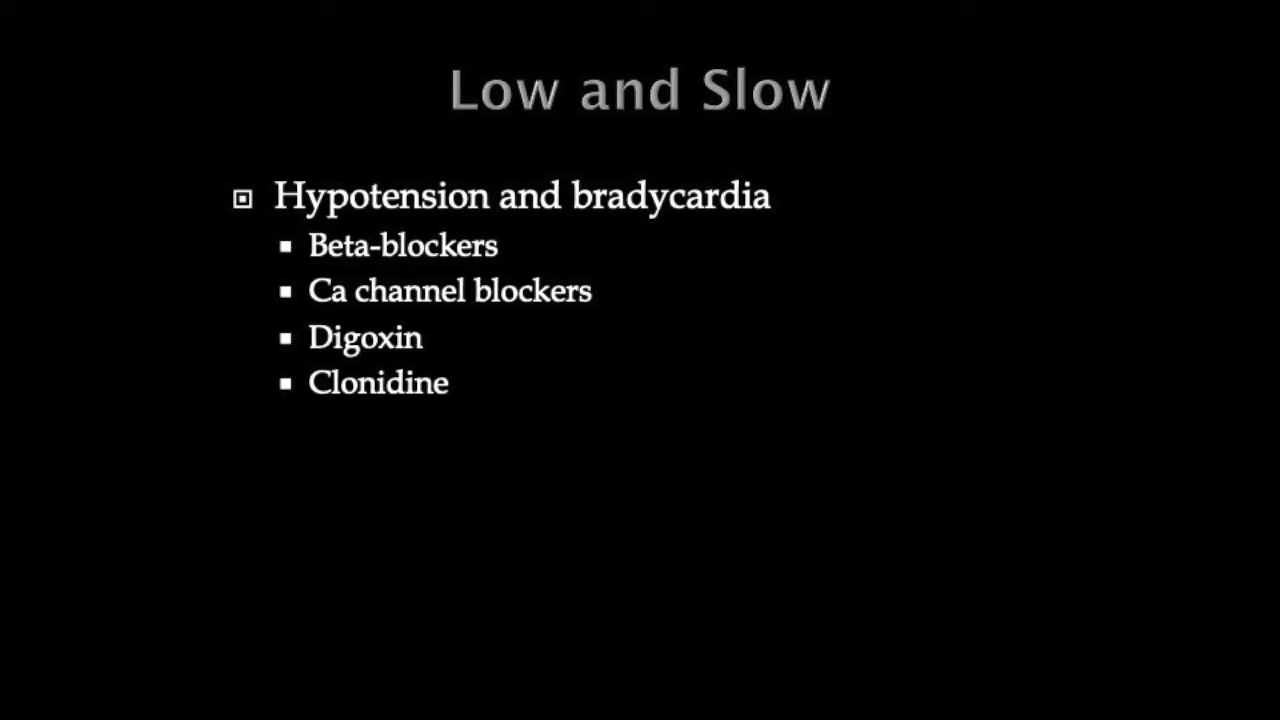 Low and Slow
Hypotension and bradycardia
Beta-blockers
Ca channel blockers
Digoxin
Clonidine